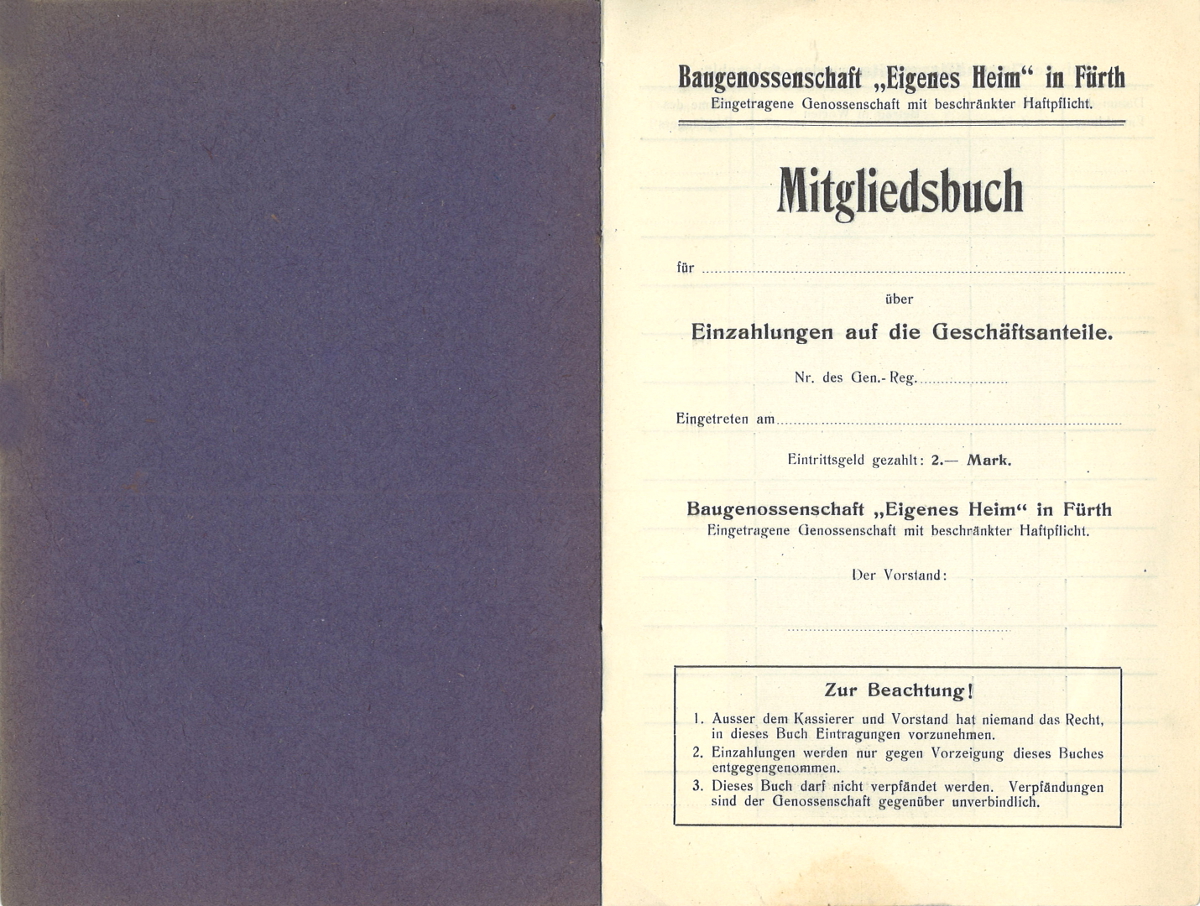 Baugenossenschaft „Eigenes Heim“ in Fürth
Eingetragene Genossenschaft mit beschränkter Haftpflicht.
Mitgliedsbuch
für
über
Einzahlungen auf die Geschäftsanteile.
Nr. des Gen.-Reg.
Eingetreten am
Eintrittsgeld gezahlt: 2.— Mark.
Baugenossenschaft „Eigenes Heim“ in Fürth
Eingetragene Genossenschaft mit beschränkter Haftpflicht.
Der Vorstand:
Zur Beachtung!
1. Ausser dem Kassierer und Vorstand hat niemand das Recht,
in dieses Buch Eintragungen vorzunehmen.
2. Einzahlungen werden nur gegen Vorzeigung dieses Buches
entgegengenommen.
3. Dieses Buch darf nicht verpfändet werden. Verpfändungen
sind der Genossenschaft gegenüber unverbindlich.